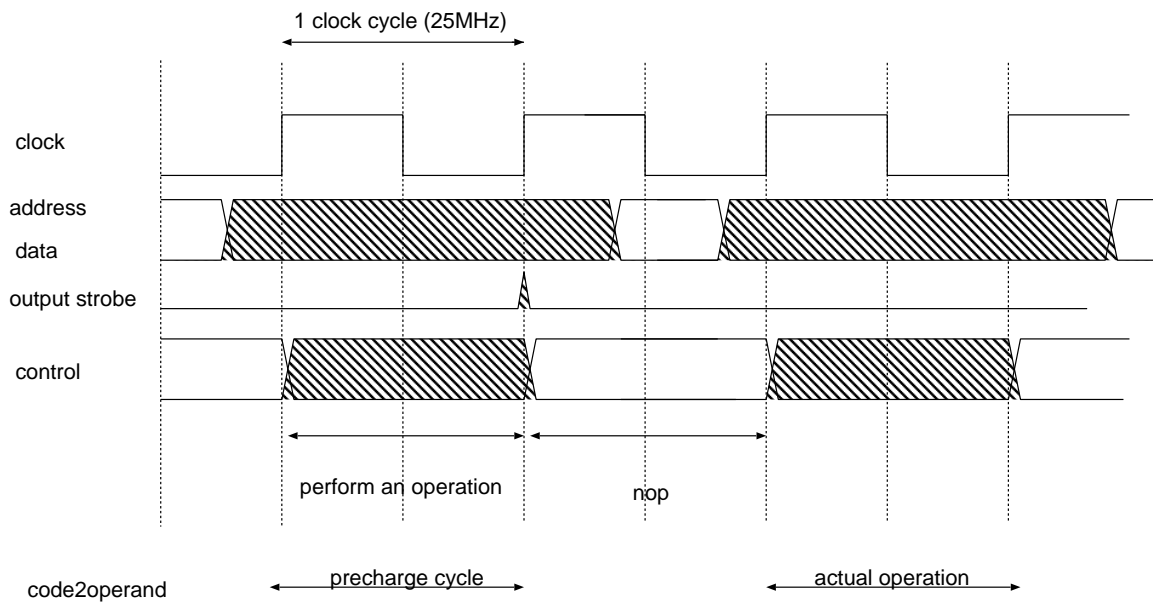 1 clock cycle (25MHz)
clock
address
data
output strobe
control
perform an operation
nop
code2operand
precharge cycle
actual operation